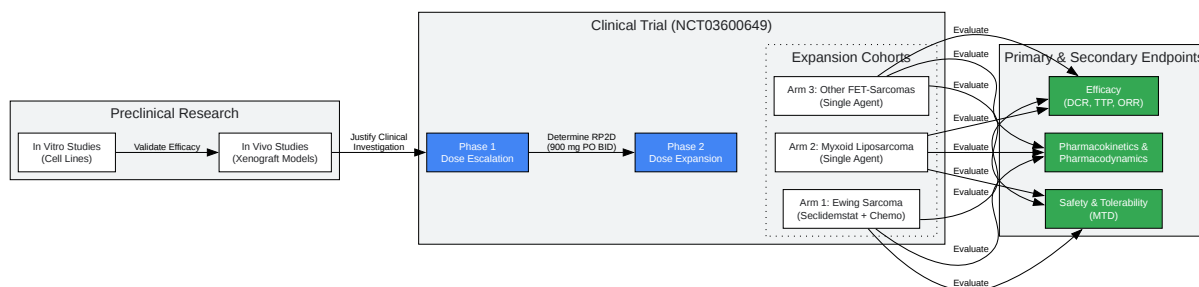 Clinical Trial (NCT03600649)
Preclinical Research
In Vitro Studies
(Cell Lines)
Validate Efficacy
In Vivo Studies
(Xenograft Models)
Justify Clinical
Investigation
Phase 1
Dose Escalation
Determine RP2D
(900 mg PO BID)
Phase 2
Dose Expansion
Expansion Cohorts
Arm 3: Other FET-Sarcomas
(Single Agent)
Arm 2: Myxoid Liposarcoma
(Single Agent)
Arm 1: Ewing Sarcoma
(Seclidemstat + Chemo)
Evaluate
Evaluate
Evaluate
Evaluate
Evaluate
Evaluate
Evaluate
Evaluate
Evaluate
Primary & Secondary Endpoints
Efficacy
(DCR, TTP, ORR)
Pharmacokinetics &
Pharmacodynamics
Safety & Tolerability
(MTD)